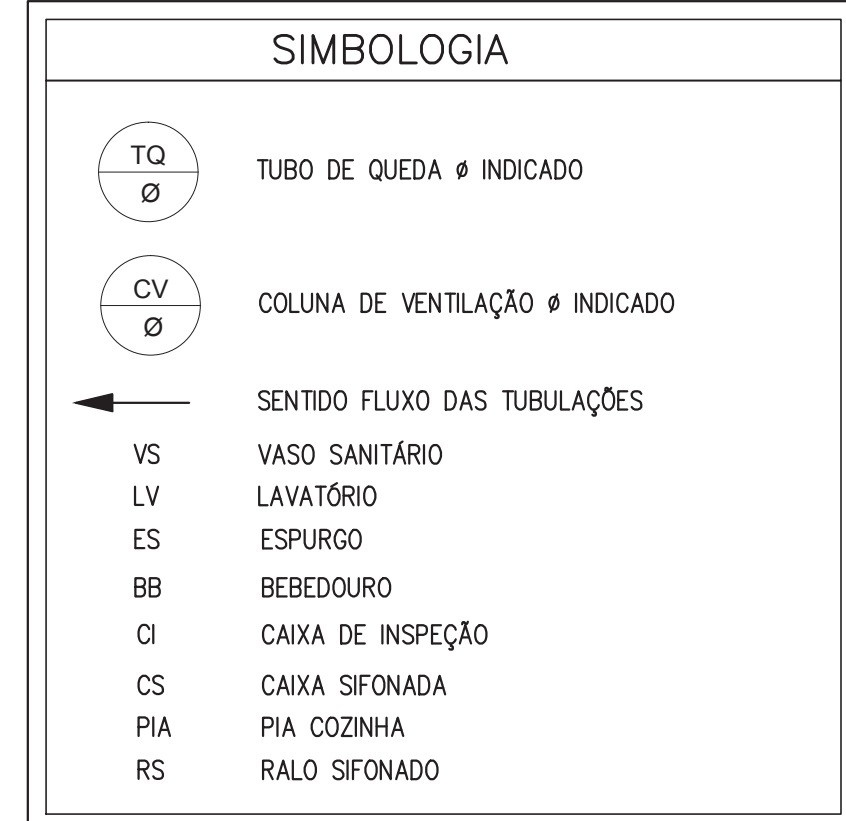 SIMBOLOGIA
TQ
Ø
TUBO DE QUEDA Ø INDICADO
CV
Ø
COLUNA DE VENTILAÇÃO Ø INDICADO
SENTIDO FLUXO DAS TUBULAÇÕES
VS VASO SANITÁRIO
LV LAVATÓRIO
ES ESPURGO
BB BEBEDOURO
CI CAIXA DE INSPEÇÃO
CS CAIXA SIFONADA
PIA PIA COZINHA
RS RALO SIFONADO